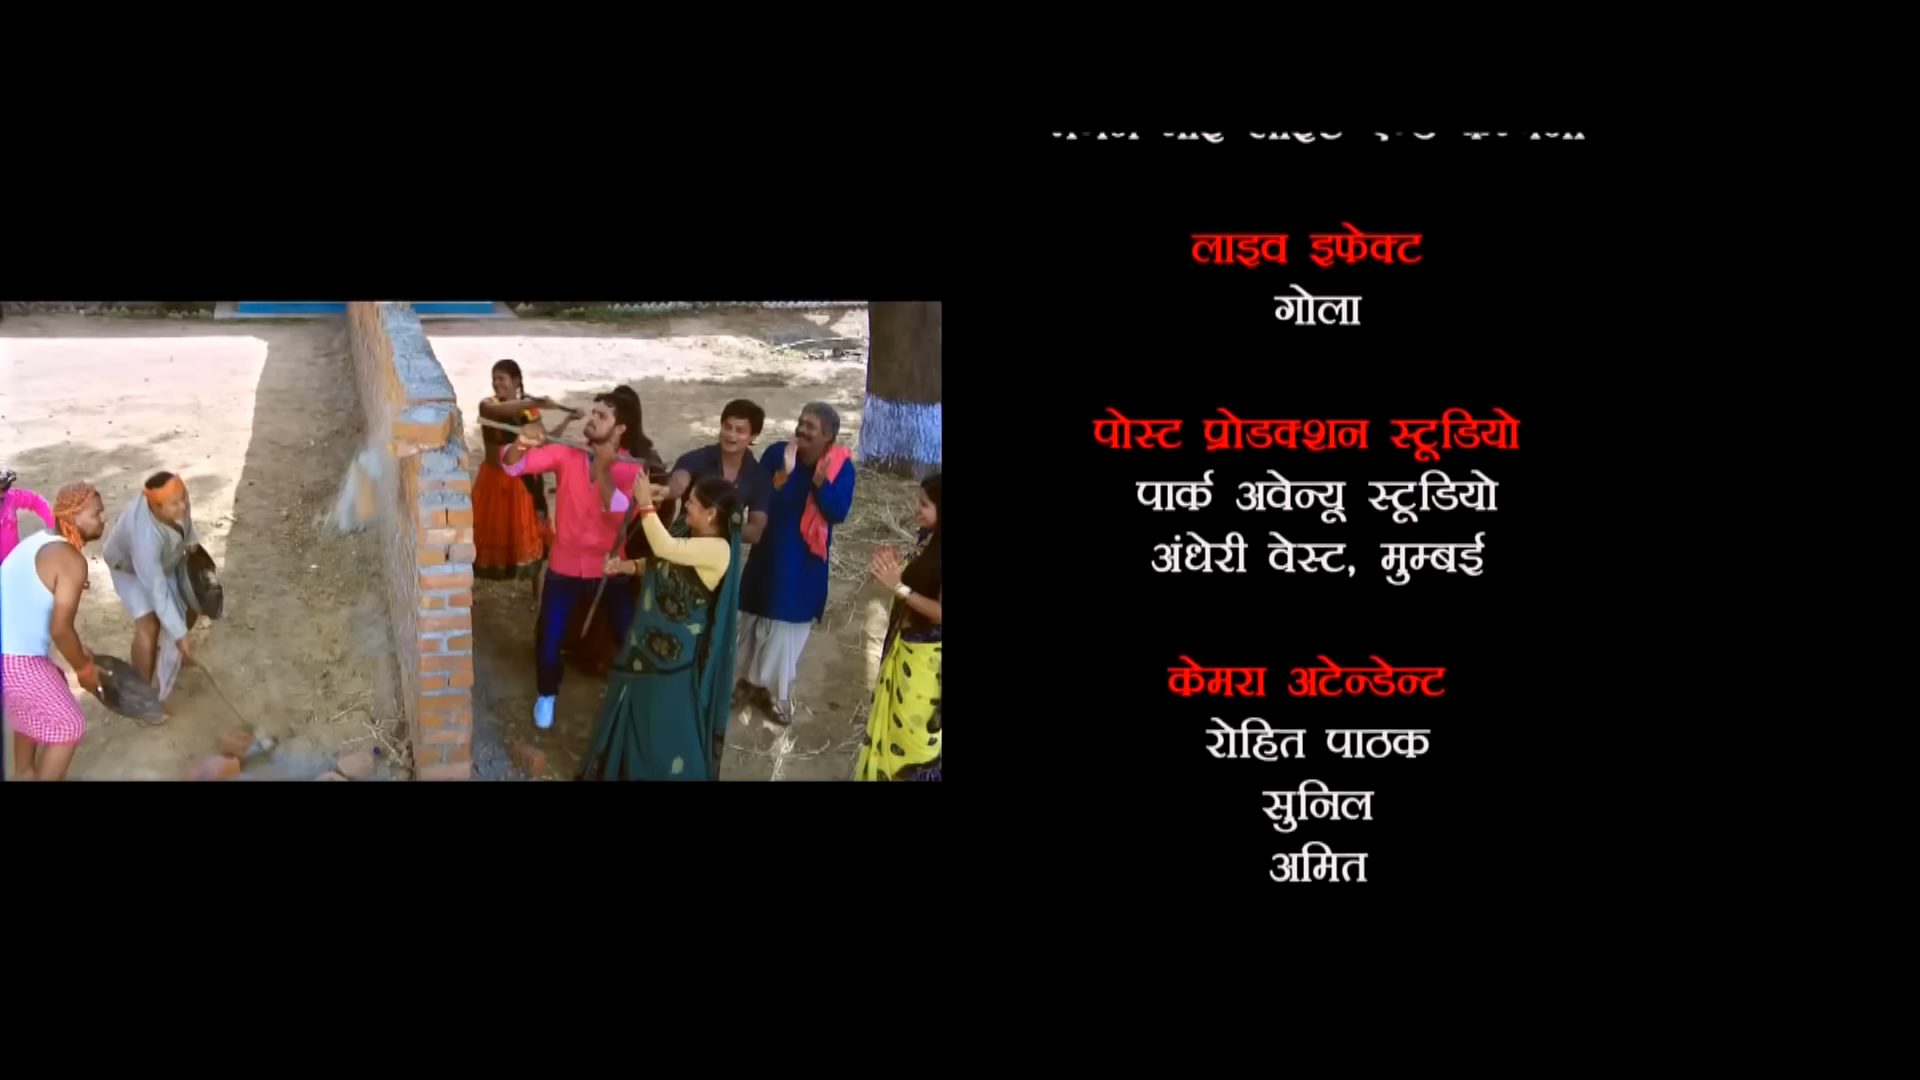 लाइव इफेक्ट
गोला
पोस्ट प्रोडक्शन स्टूडियो
पार्क अवेन्यू स्टूडियो
अंधेरी वेस्ट, मुम्बई
केमरा अटेन्डेन्ट
रोहित पाठक
सुनिल
अमित